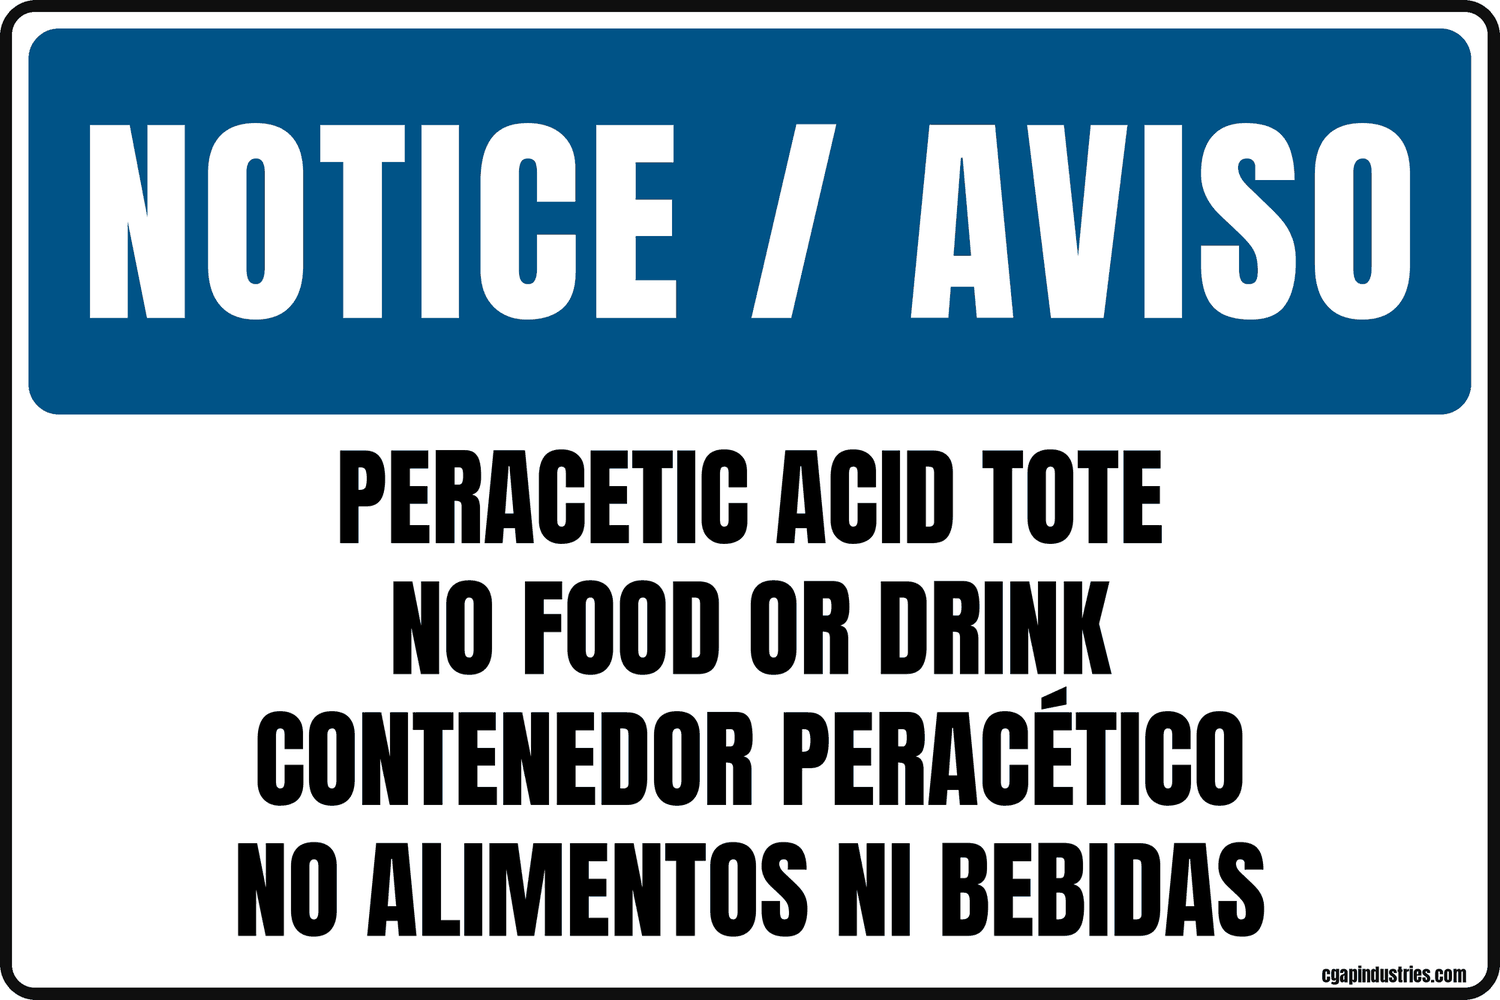 NOTICE / AVISO
PERACETIC ACID TOTE
NO FOOD OR DRINK
CONTENEDOR PERACÉTICO
NO ALIMENTOS NI BEBIDAS
cgapindustries.com